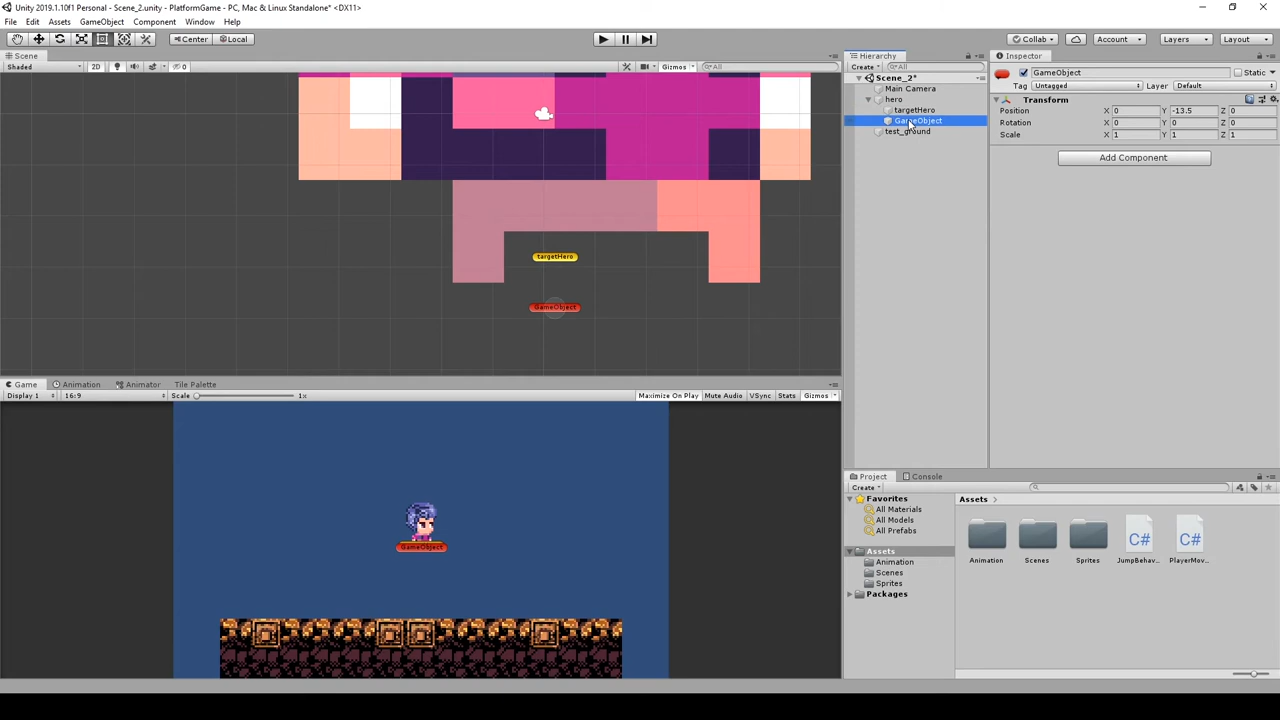 Unity 2019.1.10f1 Personal - Scene_2.unity - PlatformGame - PC, Mac & Linux Standalone* <DX11>
File Edit Assets GameObject Component Window Help
Center Local Collab Account Layers Layout
Scene
Shaded 2D 0 Gizmos All
targetHero
GameObject
Game Animation Animator Tile Palette
Display 1 16:9 Scale 1x Maximize On Play Mute Audio VSync Stats Gizmos
GameObject
Hierarchy
Create All
Scene_2*
Main Camera
hero
targetHero
GameObject
test_ground
Inspector
GameObject Static
Tag Untagged Layer Default
Transform
Position X 0 Y -13.5 Z 0
Rotation X 0 Y 0 Z 0
Scale X 1 Y 1 Z 1
Add Component
Project Console
Create
Favorites
All Materials
All Models
All Prefabs
Assets
Animation
Scenes
Sprites
Packages
Assets
Animation Scenes Sprites JumpBehav... PlayerMov...
C# C#